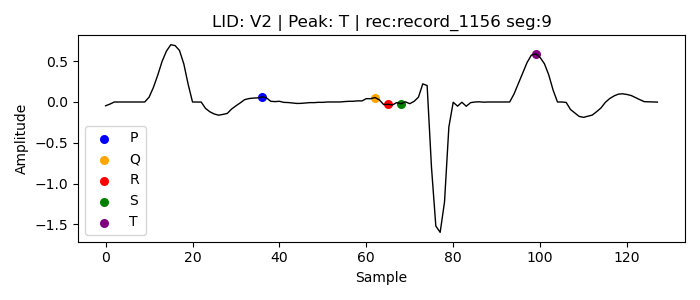 LID: V2 | Peak: T | rec:record_1156 seg:9
Amplitude
0.5
0.0
−0.5
−1.0
−1.5
P
Q
R
S
T
0
20
40
60
80
100
120
Sample